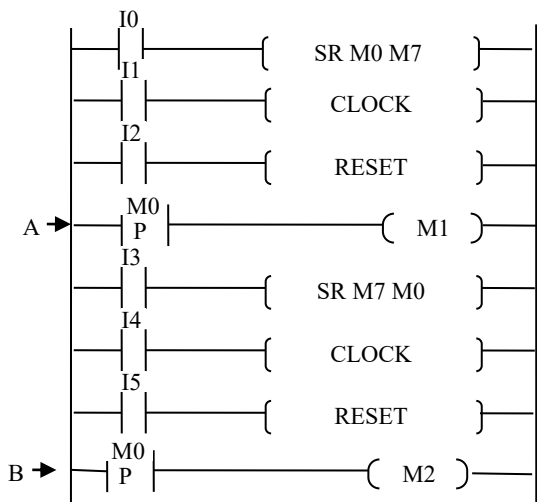 I0
SR M0 M7
I1
CLOCK
I2
RESET
M0
A P M1
I3
SR M7 M0
I4
CLOCK
I5
RESET
M0
B P M2